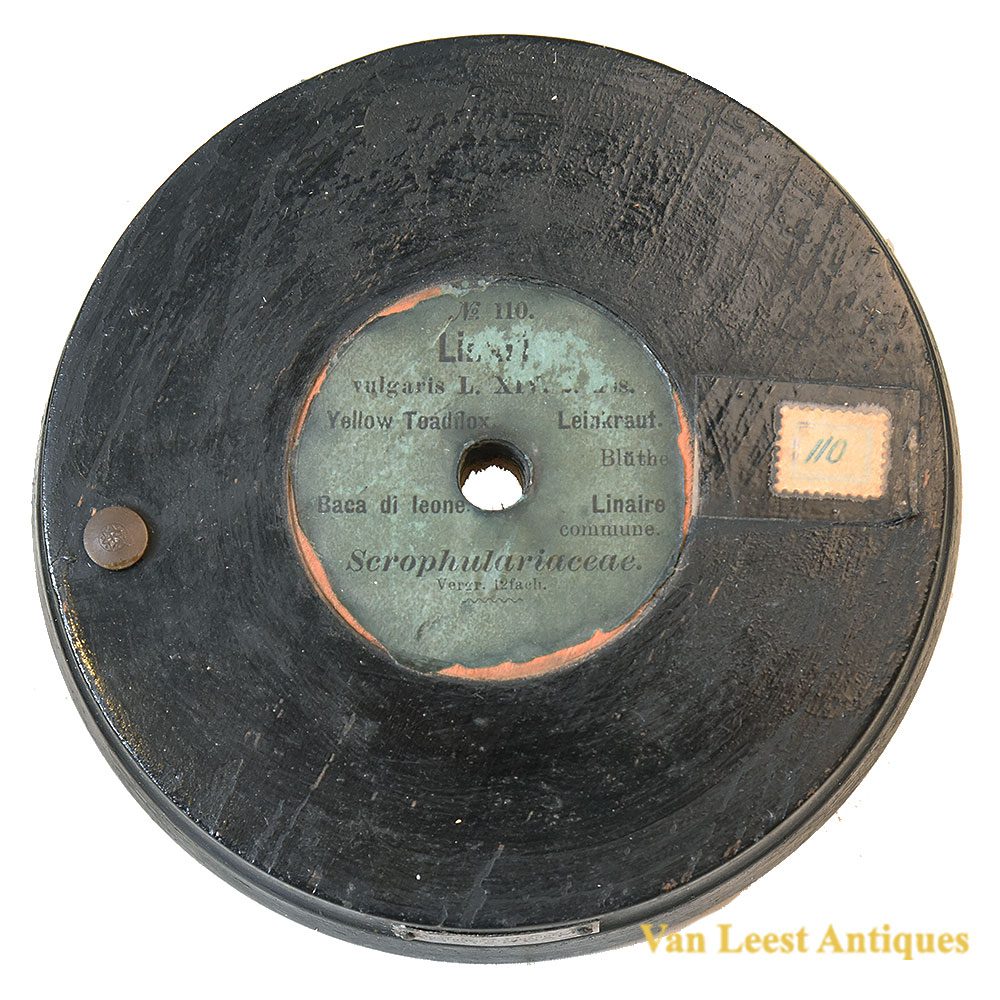 № 110.
vulgaris L.
Yellow Toadflox. Leinkraut.
Blüthe
Baca di leone. Linaire
commune.
Scrophulariaceae.
Vergr. 12fach.
110
Van Leest Antiques